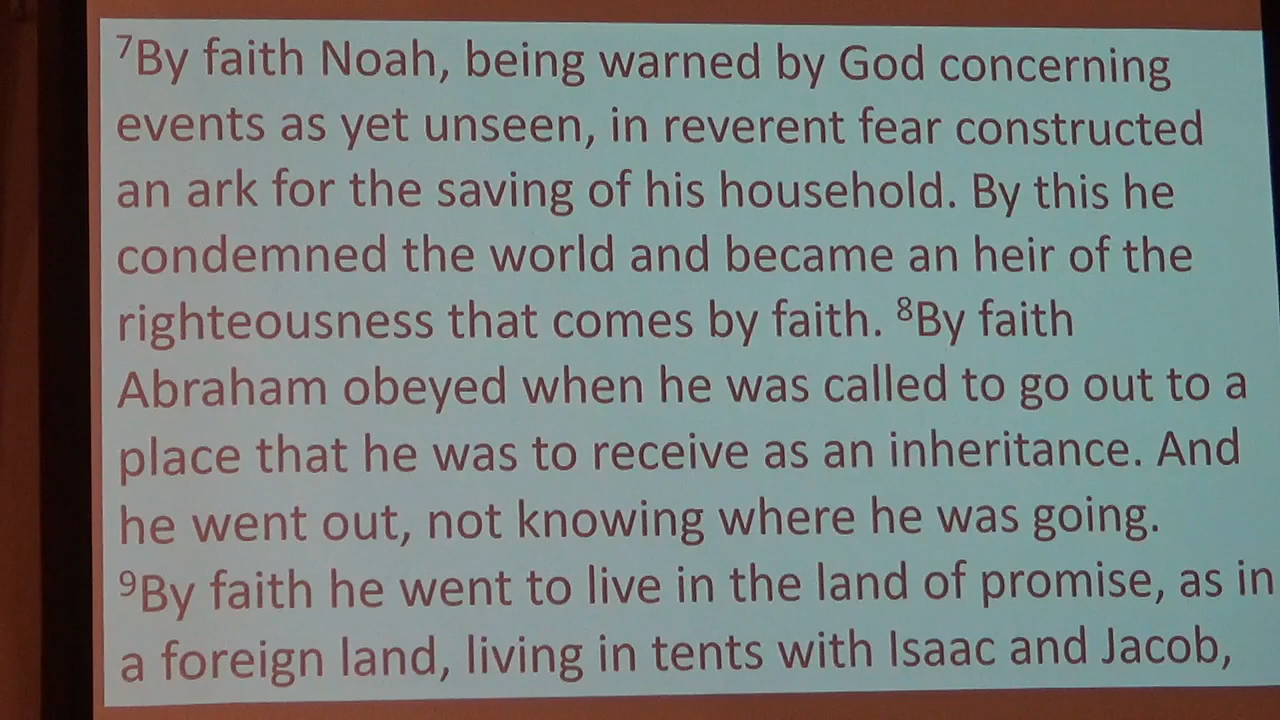 ⁷By faith Noah, being warned by God concerning
events as yet unseen, in reverent fear constructed
an ark for the saving of his household. By this he
condemned the world and became an heir of the
righteousness that comes by faith. ⁸By faith
Abraham obeyed when he was called to go out to a
place that he was to receive as an inheritance. And
he went out, not knowing where he was going.
⁹By faith he went to live in the land of promise, as in
a foreign land, living in tents with Isaac and Jacob,